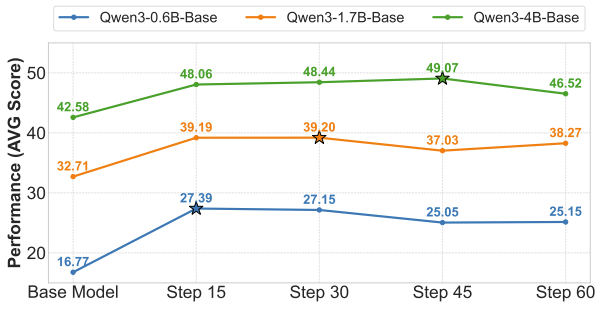 Qwen3-0.6B-Base Qwen3-1.7B-Base Qwen3-4B-Base
Performance (AVG Score)
50
40
30
20
42.58 48.06 48.44 49.07 46.52
32.71 39.19 39.20 37.03 38.27
16.77 27.39 27.15 25.05 25.15
Base Model Step 15 Step 30 Step 45 Step 60